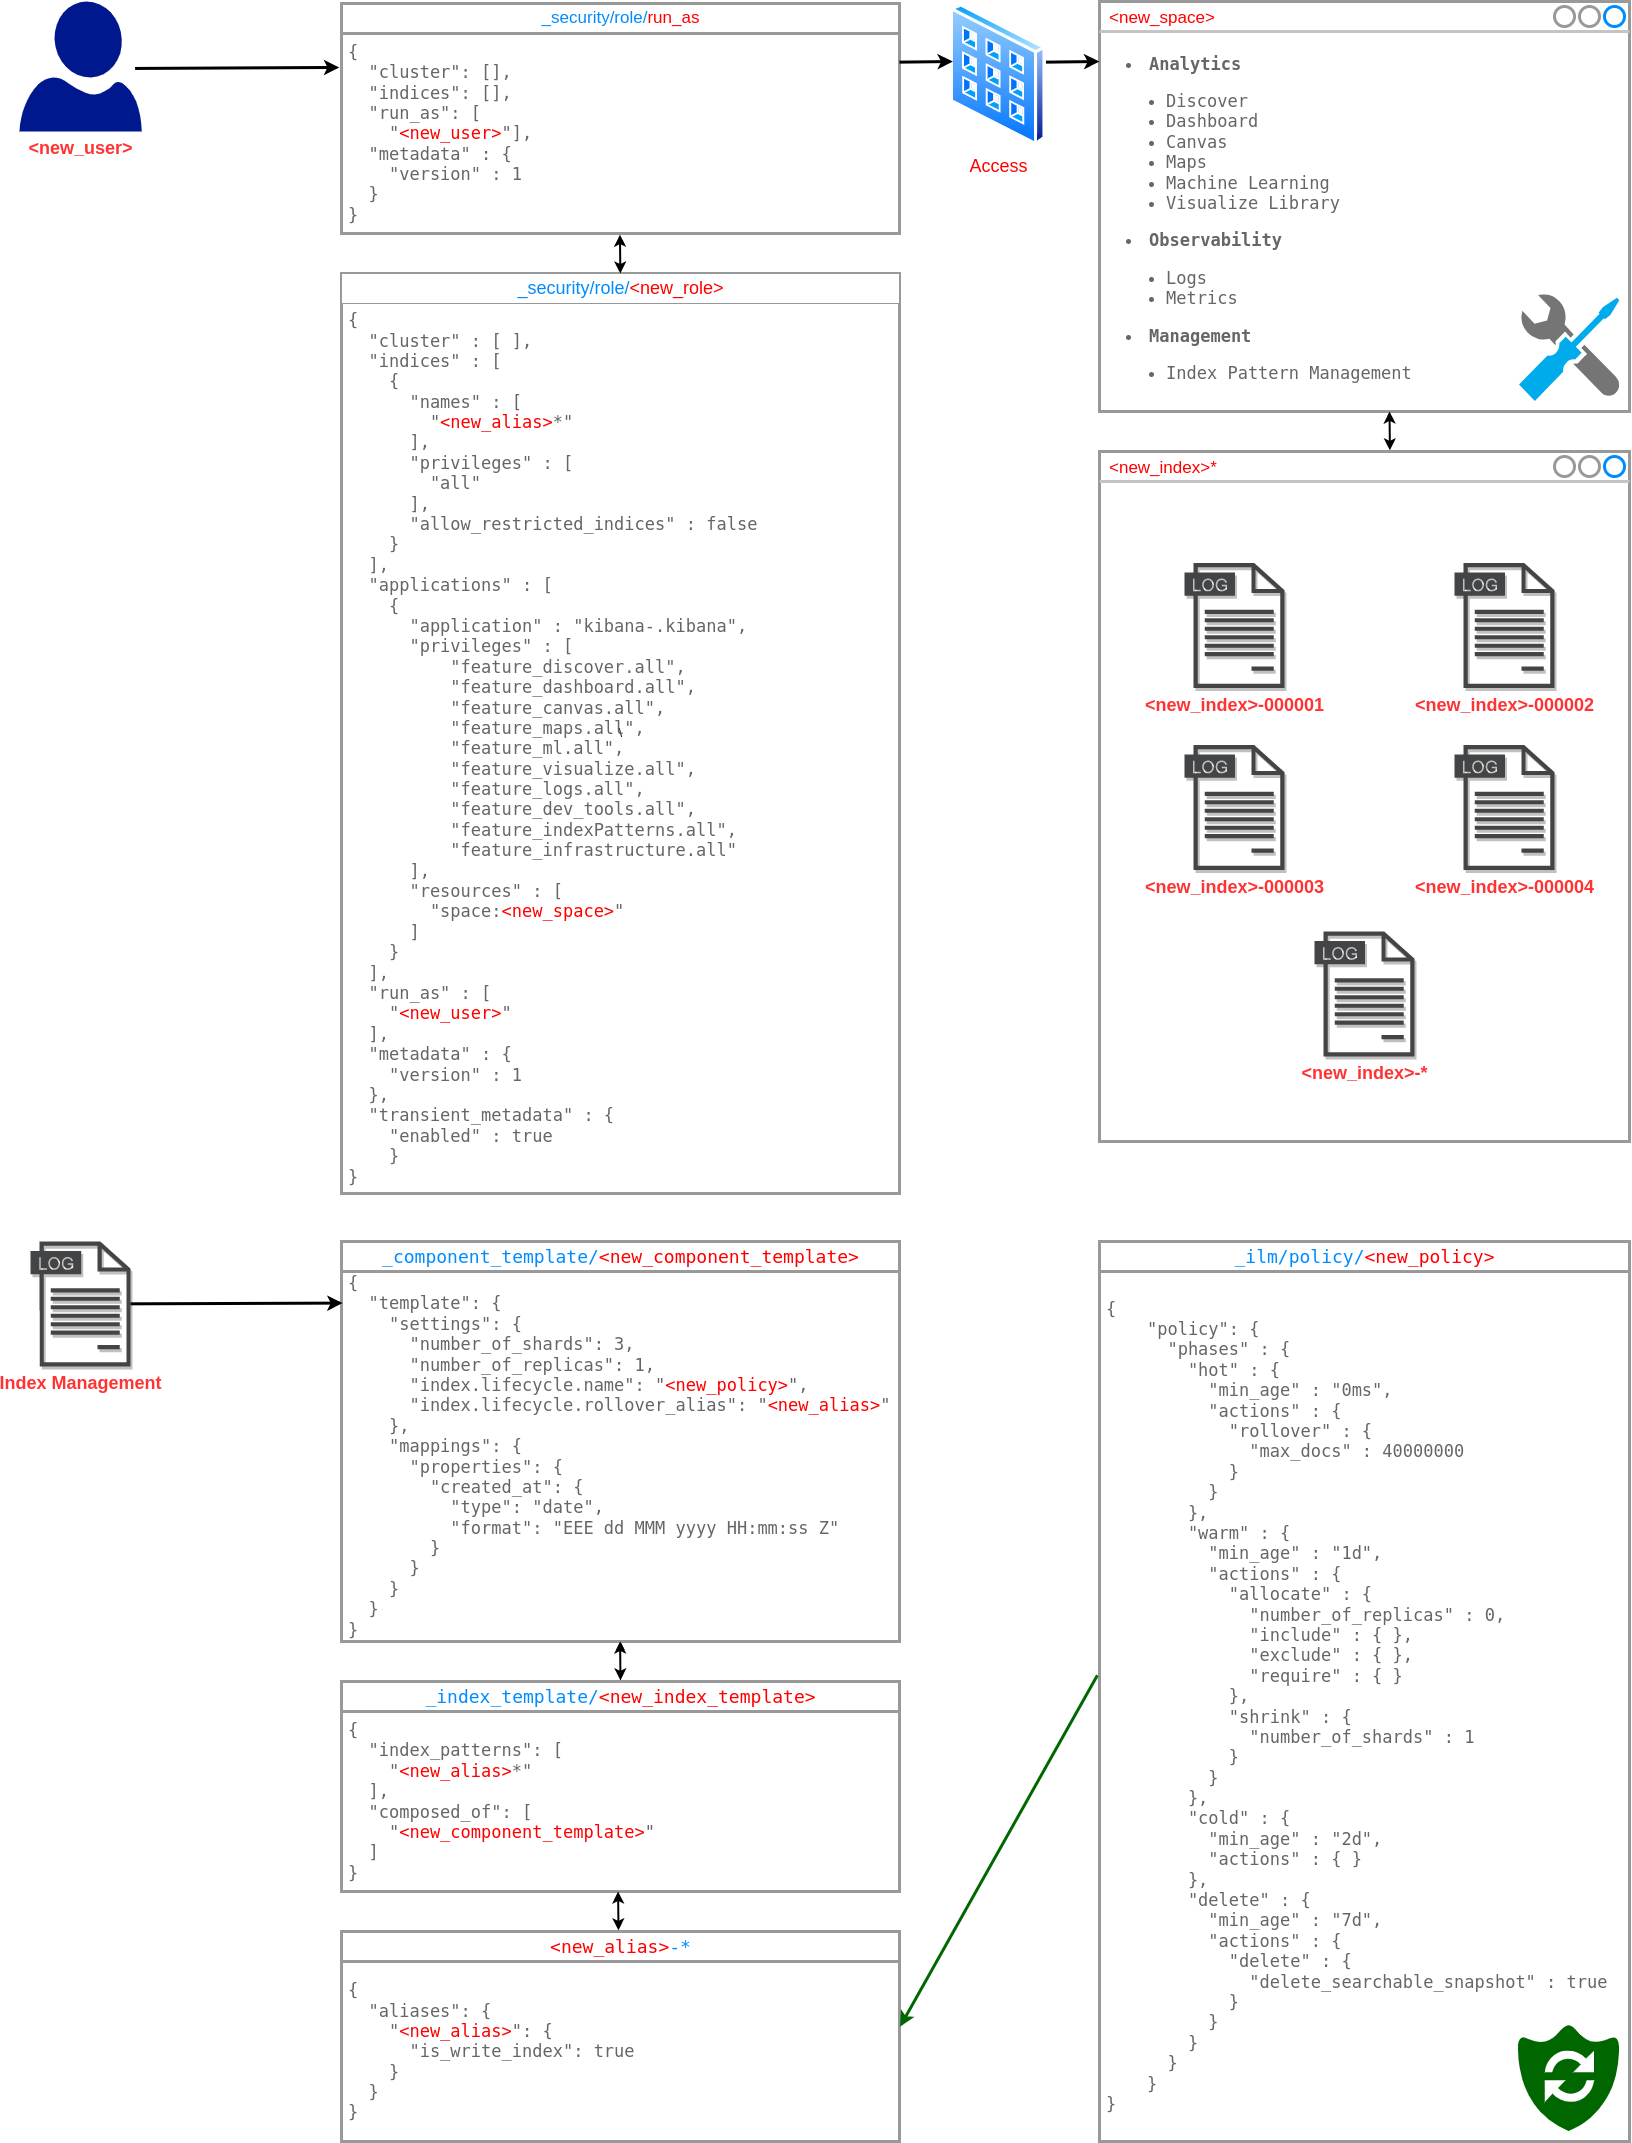 <new_user>
_security/role/run_as
{
  "cluster": [],
  "indices": [],
  "run_as": [
    "<new_user>"],
  "metadata" : {
    "version" : 1
  }
}
Access
<new_space>
• Analytics
• Discover
• Dashboard
• Canvas
• Maps
• Machine Learning
• Visualize Library
• Observability
• Logs
• Metrics
• Management
• Index Pattern Management
_security/role/<new_role>
{
  "cluster" : [ ],
  "indices" : [
    {
      "names" : [
        "<new_alias>*"
      ],
      "privileges" : [
        "all"
      ],
      "allow_restricted_indices" : false
    }
  ],
  "applications" : [
    {
      "application" : "kibana-.kibana",
      "privileges" : [
          "feature_discover.all",
          "feature_dashboard.all",
          "feature_canvas.all",
          "feature_maps.all",
          "feature_ml.all",
          "feature_visualize.all",
          "feature_logs.all",
          "feature_dev_tools.all",
          "feature_indexPatterns.all",
          "feature_infrastructure.all"
      ],
      "resources" : [
        "space:<new_space>"
      ]
    }
  ],
  "run_as" : [
    "<new_user>"
  ],
  "metadata" : {
    "version" : 1
  },
  "transient_metadata" : {
    "enabled" : true
    }
}
<new_index>*
LOG
<new_index>-000001
LOG
<new_index>-000002
LOG
<new_index>-000003
LOG
<new_index>-000004
LOG
<new_index>-*
LOG
Index Management
_component_template/<new_component_template>
{
  "template": {
    "settings": {
      "number_of_shards": 3,
      "number_of_replicas": 1,
      "index.lifecycle.name": "<new_policy>",
      "index.lifecycle.rollover_alias": "<new_alias>"
    },
    "mappings": {
      "properties": {
        "created_at": {
          "type": "date",
          "format": "EEE dd MMM yyyy HH:mm:ss Z"
        }
      }
    }
  }
}
_index_template/<new_index_template>
{
  "index_patterns": [
    "<new_alias>*"
  ],
  "composed_of": [
    "<new_component_template>"
  ]
}
<new_alias>-*
{
  "aliases": {
    "<new_alias>": {
      "is_write_index": true
    }
  }
}
_ilm/policy/<new_policy>
{
    "policy": {
      "phases" : {
        "hot" : {
          "min_age" : "0ms",
          "actions" : {
            "rollover" : {
              "max_docs" : 40000000
            }
          }
        },
        "warm" : {
          "min_age" : "1d",
          "actions" : {
            "allocate" : {
              "number_of_replicas" : 0,
              "include" : { },
              "exclude" : { },
              "require" : { }
            },
            "shrink" : {
              "number_of_shards" : 1
            }
          }
        },
        "cold" : {
          "min_age" : "2d",
          "actions" : { }
        },
        "delete" : {
          "min_age" : "7d",
          "actions" : {
            "delete" : {
              "delete_searchable_snapshot" : true
            }
          }
        }
      }
    }
}